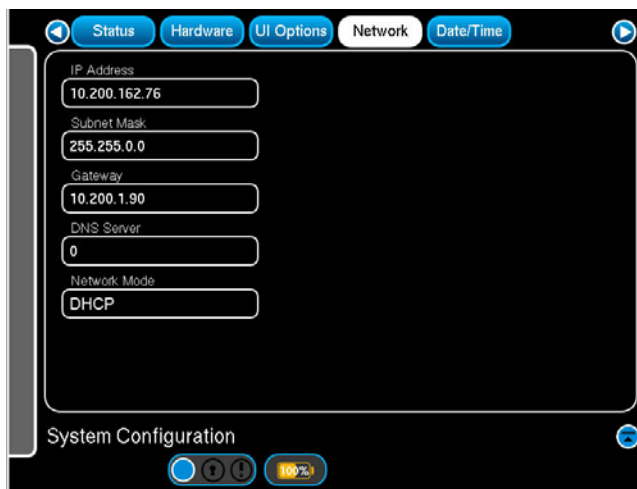 Status Hardware UI Options Network Date/Time
IP Address
10.200.162.76
Subnet Mask
255.255.0.0
Gateway
10.200.1.90
DNS Server
0
Network Mode
DHCP
System Configuration
100%